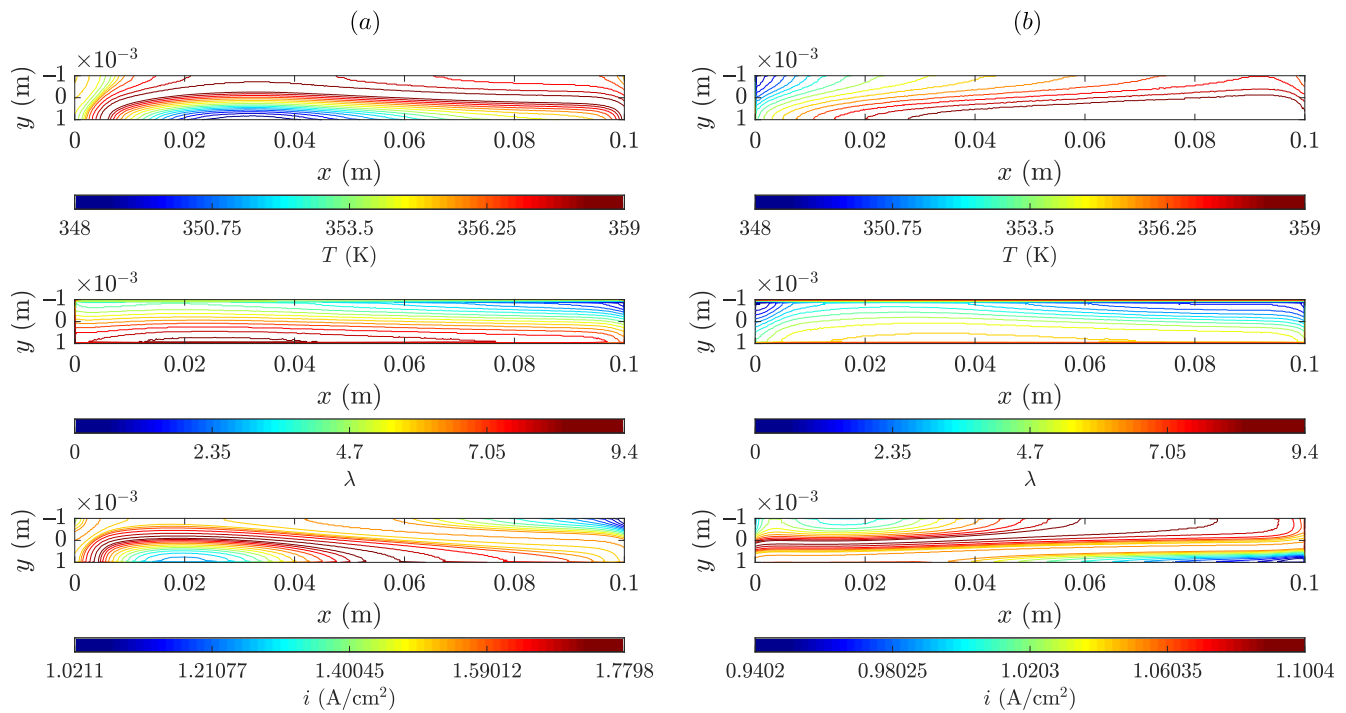 (a)
×10⁻³
−1
0
1
y (m)
0 0.02 0.04 0.06 0.08 0.1
x (m)
348 350.75 353.5 356.25 359
T (K)
×10⁻³
−1
0
1
y (m)
0 0.02 0.04 0.06 0.08 0.1
x (m)
0 2.35 4.7 7.05 9.4
λ
×10⁻³
−1
0
1
y (m)
0 0.02 0.04 0.06 0.08 0.1
x (m)
1.0211 1.21077 1.40045 1.59012 1.7798
i (A/cm²)
(b)
×10⁻³
−1
0
1
y (m)
0 0.02 0.04 0.06 0.08 0.1
x (m)
348 350.75 353.5 356.25 359
T (K)
×10⁻³
−1
0
1
y (m)
0 0.02 0.04 0.06 0.08 0.1
x (m)
0 2.35 4.7 7.05 9.4
λ
×10⁻³
−1
0
1
y (m)
0 0.02 0.04 0.06 0.08 0.1
x (m)
0.9402 0.98025 1.0203 1.06035 1.1004
i (A/cm²)